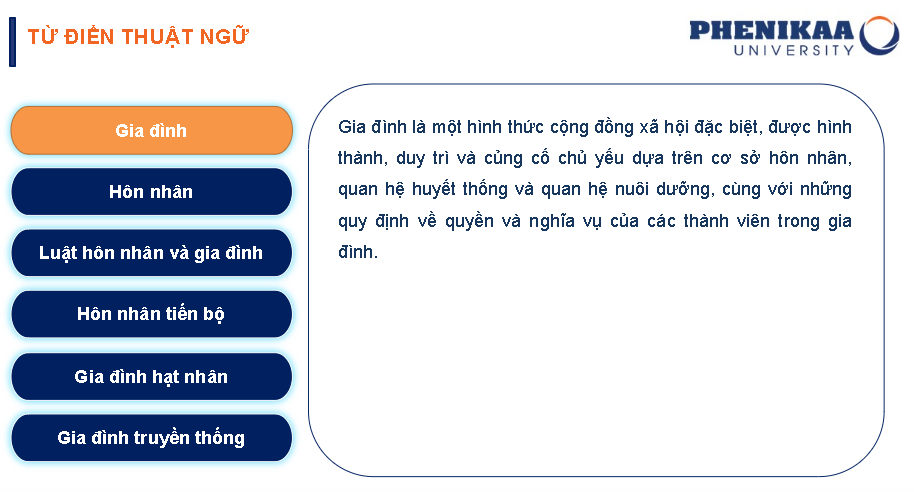 TỪ ĐIỂN THUẬT NGỮ
PHENIKAA
UNIVERSITY
Gia đình
Hôn nhân
Luật hôn nhân và gia đình
Hôn nhân tiến bộ
Gia đình hạt nhân
Gia đình truyền thống
Gia đình là một hình thức cộng đồng xã hội đặc biệt, được hình
thành, duy trì và củng cố chủ yếu dựa trên cơ sở hôn nhân,
quan hệ huyết thống và quan hệ nuôi dưỡng, cùng với những
quy định về quyền và nghĩa vụ của các thành viên trong gia
đình.